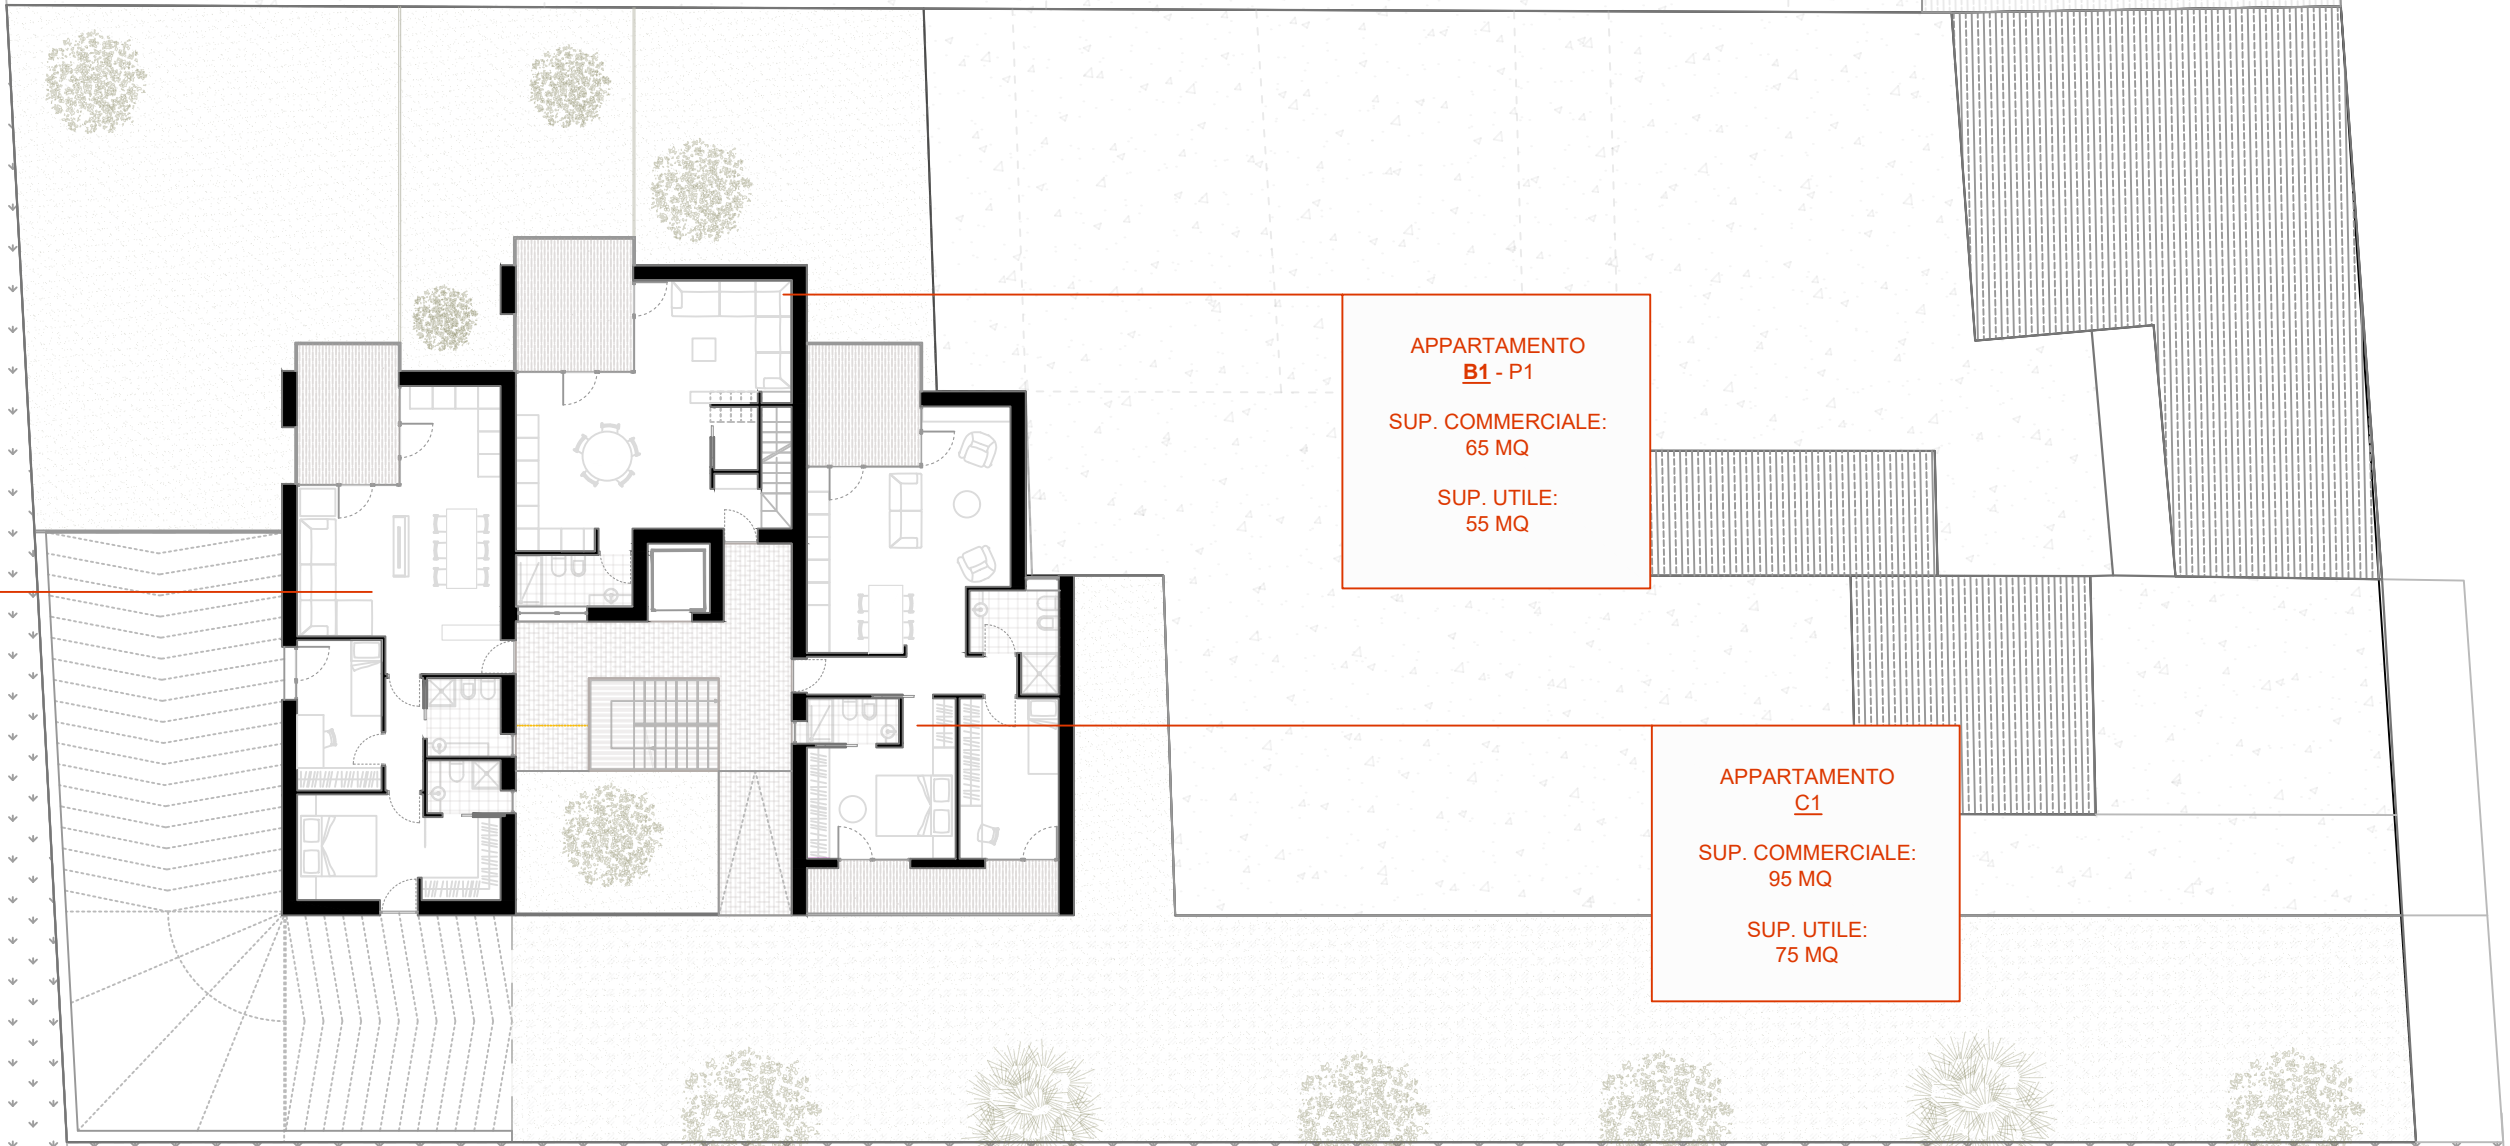 APPARTAMENTO
B1 - P1
SUP. COMMERCIALE:
65 MQ
SUP. UTILE:
55 MQ
APPARTAMENTO
C1
SUP. COMMERCIALE:
95 MQ
SUP. UTILE:
75 MQ